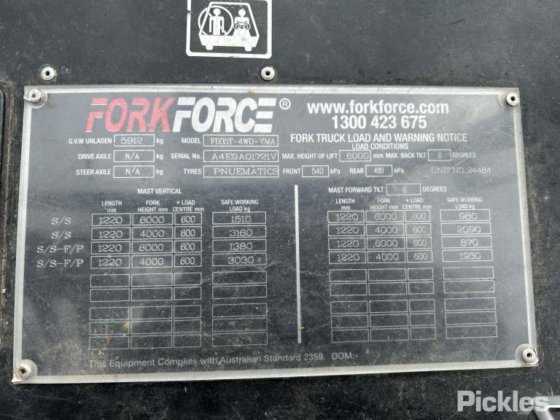 FORKFORCE®
www.forkforce.com
1300 423 675
G.V.W UNLADEN 5912 kg MODEL YMA
FORK TRUCK LOAD AND WARNING NOTICE
LOAD CONDITIONS
DRIVE AXLE N/A kg SERIAL No. A4E9A01721V MAX. HEIGHT OF LIFT 6000 mm MAX. BACK TILT 6 DEGREES
STEER AXLE N/A kg TYRES PNUEMATICS FRONT 540 kPa REAR 480 kPa UNIT NO. 24484
MAST VERTICAL
MAST FORWARD TILT 6 DEGREES
LENGTH mm FORK HEIGHT mm * LOAD CENTRE mm SAFE WORKING LOAD kg LENGTH mm FORK HEIGHT mm * LOAD CENTRE mm SAFE WORKING LOAD kg
S/S 1220 6000 600 1510 1220 6000 600 980
S/S 1220 4000 600 3160 1220 4000 600 2090
S/S-F/P 1220 6000 600 1380 1220 6000 600 870
S/S-F/P 1220 4000 600 3030 1220 4000 600 1930
This Equipment Complies with Australian Standard 2359. DOM:
Pickles